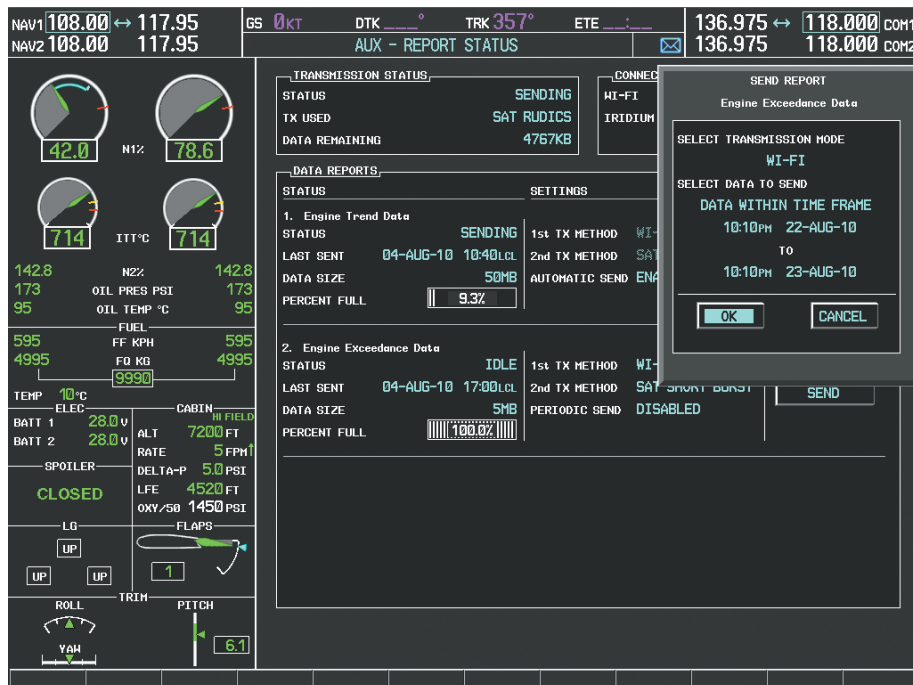 NAV1 108.00 ↔ 117.95
NAV2 108.00 117.95
GS 0KT DTK ___° TRK 357° ETE __:__
AUX - REPORT STATUS
136.975 ↔ 118.000 COM1
136.975 118.000 COM2
42.0 N1% 78.6
714 ITT°C 714
142.8 N2% 142.8
173 OIL PRES PSI 173
95 OIL TEMP °C 95
FUEL
595 FF KPH 595
4995 FQ KG 4995
9990
TEMP 10°C
ELEC
BATT 1 28.0 V
BATT 2 28.0 V
SPOILER
CLOSED
CABIN
HI FIELD
ALT 7200 FT
RATE 5 FPM↑
DELTA-P 5.0 PSI
LFE 4520 FT
OXY/50 1450 PSI
LG
UP
UP UP
FLAPS
1
TRIM
ROLL PITCH
YAW 6.1
TRANSMISSION STATUS
STATUS SENDING
TX USED SAT RUDICS
DATA REMAINING 4767KB
CONNEC
WI-FI
IRIDIUM
DATA REPORTS
STATUS SETTINGS
1. Engine Trend Data
STATUS SENDING 1st TX METHOD WI-
LAST SENT 04-AUG-10 10:40LCL 2nd TX METHOD SAT
DATA SIZE 50MB AUTOMATIC SEND ENA
PERCENT FULL 9.3%
2. Engine Exceedance Data
STATUS IDLE 1st TX METHOD WI-
LAST SENT 04-AUG-10 17:00LCL 2nd TX METHOD SAT SHORT BURST
DATA SIZE 5MB PERIODIC SEND DISABLED
PERCENT FULL 100.0%
SEND
SEND REPORT
Engine Exceedance Data
SELECT TRANSMISSION MODE
WI-FI
SELECT DATA TO SEND
DATA WITHIN TIME FRAME
10:10PM 22-AUG-10
TO
10:10PM 23-AUG-10
OK CANCEL